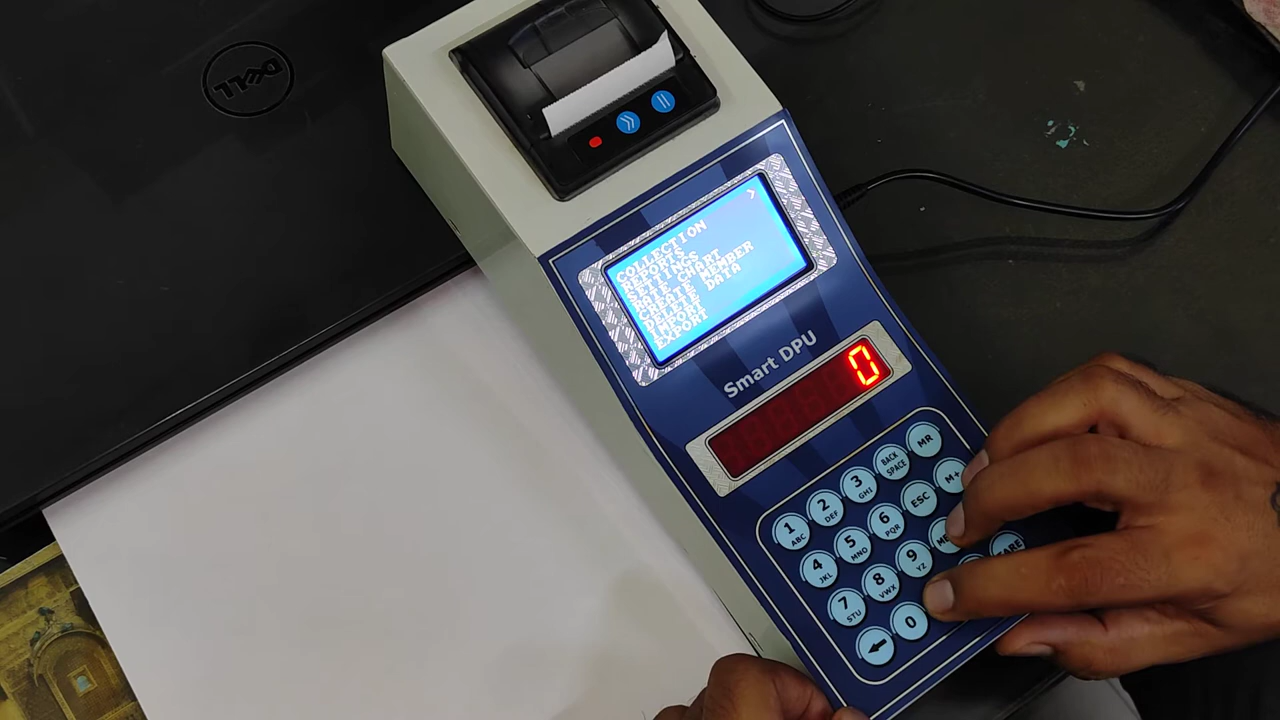 DELL
COLLECTION
REPORTS
SETTINGS
RATE CHART
CREATE MEMBER
DELETE DATA
IMPORT
EXPORT
Smart DPU
0
1 ABC
2 DEF
3 GHI
BACK SPACE
MR
4 JKL
5 MNO
6 PQR
ESC
M+
7 STU
8 VWX
9 YZ
0